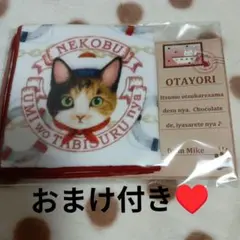 NEKOBU
UMI wo TABISURU nya
OTAYORI
Itsumo otsukaresama
desu nya. Chocolate
de, iyasarete nya♪
from Mike
おまけ付き♥